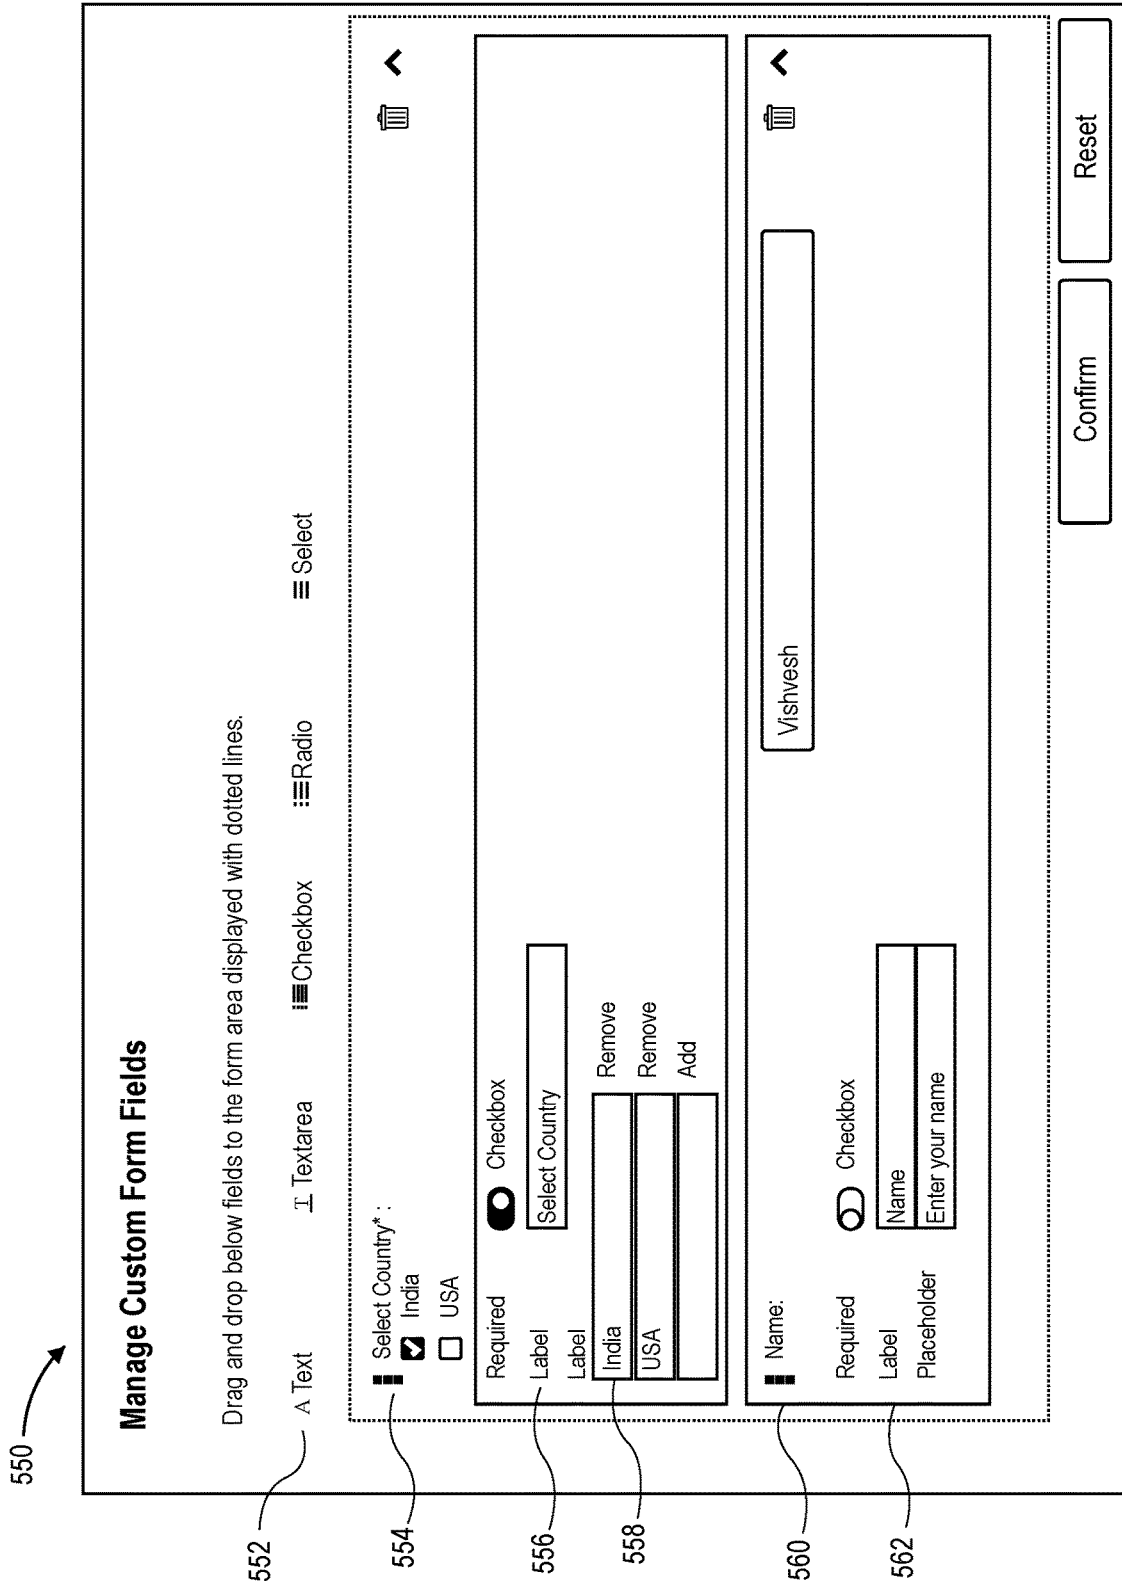 550
Manage Custom Form Fields
Drag and drop below fields to the form area displayed with dotted lines.
552
A Text
T Textarea
Checkbox
Radio
Select
554
Select Country* :
India
USA
Required
Checkbox
556
Label
Select Country
Label
558
India
Remove
USA
Remove
Add
560
Name:
Vishvesh
Required
Checkbox
562
Label
Name
Placeholder
Enter your name
Confirm
Reset